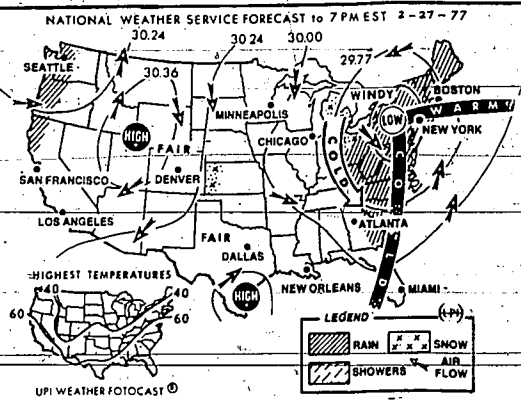 NATIONAL WEATHER SERVICE FORECAST to 7 PM EST 2-27-77
30.24
30.24
30.00
29.77
30.36
SEATTLE
WINDY
BOSTON
MINNEAPOLIS
LOW
WARM
NEW YORK
HIGH
CHICAGO
FAIR
COLD
COLD
SAN FRANCISCO
DENVER
LOS ANGELES
ATLANTA
FAIR
DALLAS
HIGHEST TEMPERATURES
HIGH
NEW ORLEANS
MIAMI
40
40
60
60
LEGEND
UPI
RAIN
SNOW
SHOWERS
AIR
FLOW
UPI WEATHER FOTOCAST ®